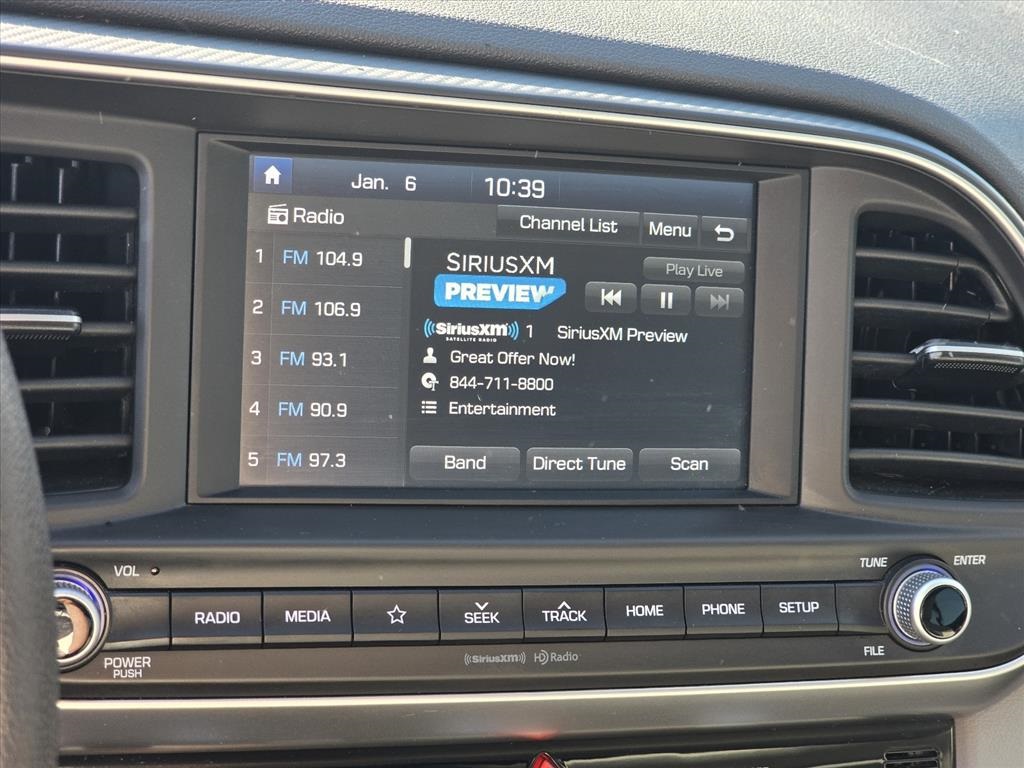 Jan. 6 10:39
Radio Channel List Menu
1 FM 104.9
2 FM 106.9
3 FM 93.1
4 FM 90.9
5 FM 97.3
SIRIUSXM
PREVIEW
Play Live
SiriusXM 1 SiriusXM Preview
SATELLITE RADIO
Great Offer Now!
844-711-8800
Entertainment
Band Direct Tune Scan
VOL TUNE ENTER
RADIO MEDIA SEEK TRACK HOME PHONE SETUP
POWER
PUSH
SiriusXM HD Radio
FILE